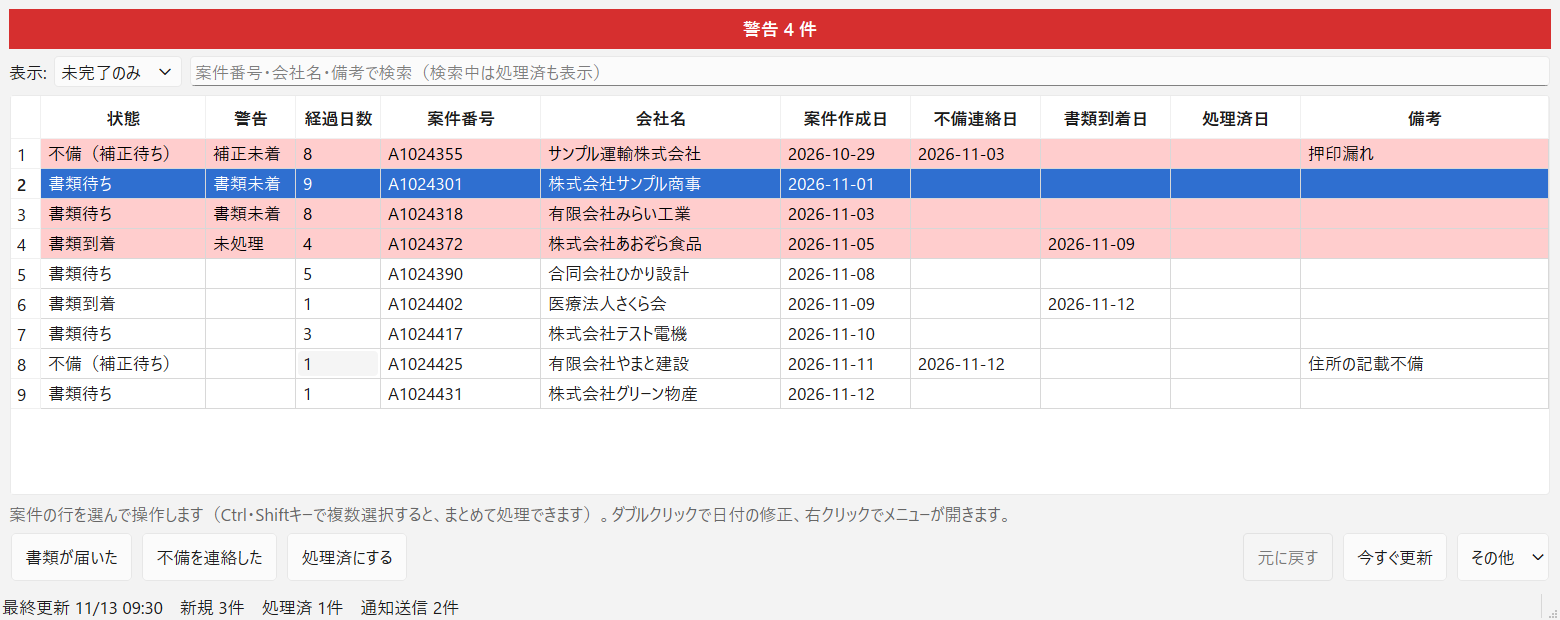 警告 4 件
表示: 未完了のみ 案件番号・会社名・備考で検索（検索中は処理済も表示）
状態 警告 経過日数 案件番号 会社名 案件作成日 不備連絡日 書類到着日 処理済日 備考
1 不備（補正待ち） 補正未着 8 A1024355 サンプル運輸株式会社 2026-10-29 2026-11-03 押印漏れ
2 書類待ち 書類未着 9 A1024301 株式会社サンプル商事 2026-11-01
3 書類待ち 書類未着 8 A1024318 有限会社みらい工業 2026-11-03
4 書類到着 未処理 4 A1024372 株式会社あおぞら食品 2026-11-05 2026-11-09
5 書類待ち 5 A1024390 合同会社ひかり設計 2026-11-08
6 書類到着 1 A1024402 医療法人さくら会 2026-11-09 2026-11-12
7 書類待ち 3 A1024417 株式会社テスト電機 2026-11-10
8 不備（補正待ち） 1 A1024425 有限会社やまと建設 2026-11-11 2026-11-12 住所の記載不備
9 書類待ち 1 A1024431 株式会社グリーン物産 2026-11-12
案件の行を選んで操作します（Ctrl・Shiftキーで複数選択すると、まとめて処理できます）。ダブルクリックで日付の修正、右クリックでメニューが開きます。
書類が届いた 不備を連絡した 処理済にする 元に戻す 今すぐ更新 その他
最終更新 11/13 09:30 新規 3件 処理済 1件 通知送信 2件